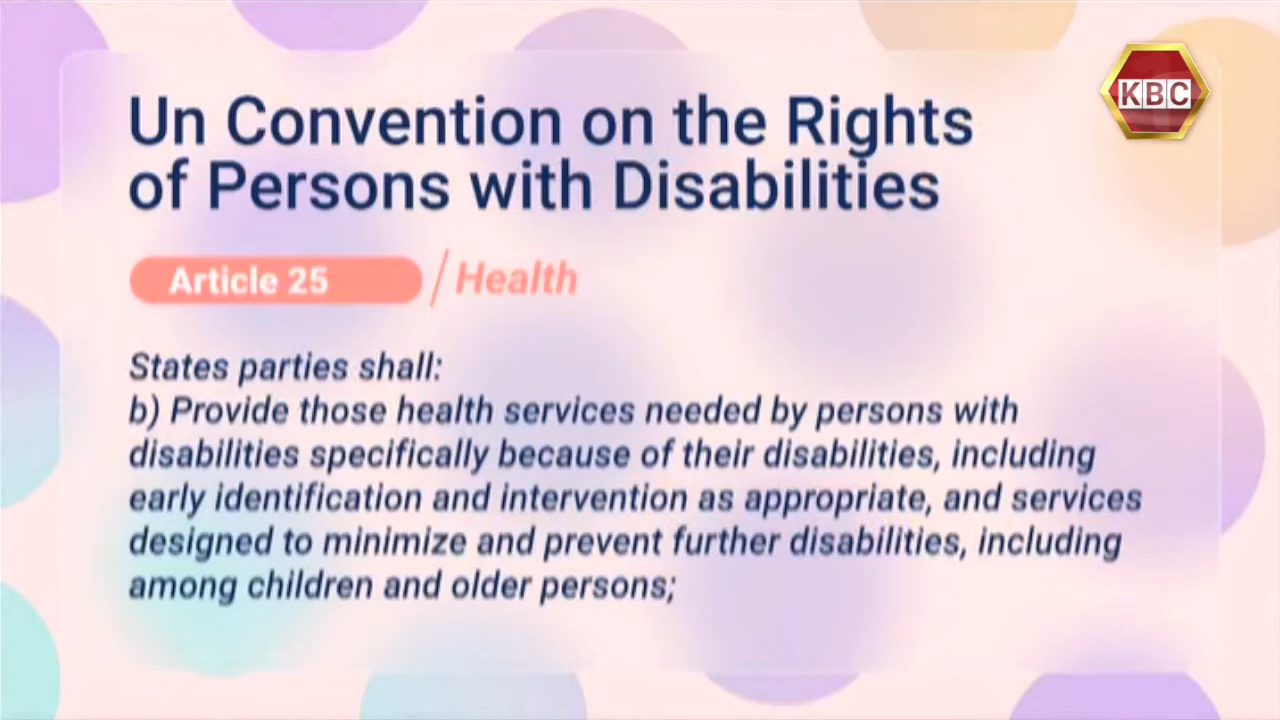 Un Convention on the Rights
of Persons with Disabilities
KBC
Article 25 / Health
States parties shall:
b) Provide those health services needed by persons with
disabilities specifically because of their disabilities, including
early identification and intervention as appropriate, and services
designed to minimize and prevent further disabilities, including
among children and older persons;